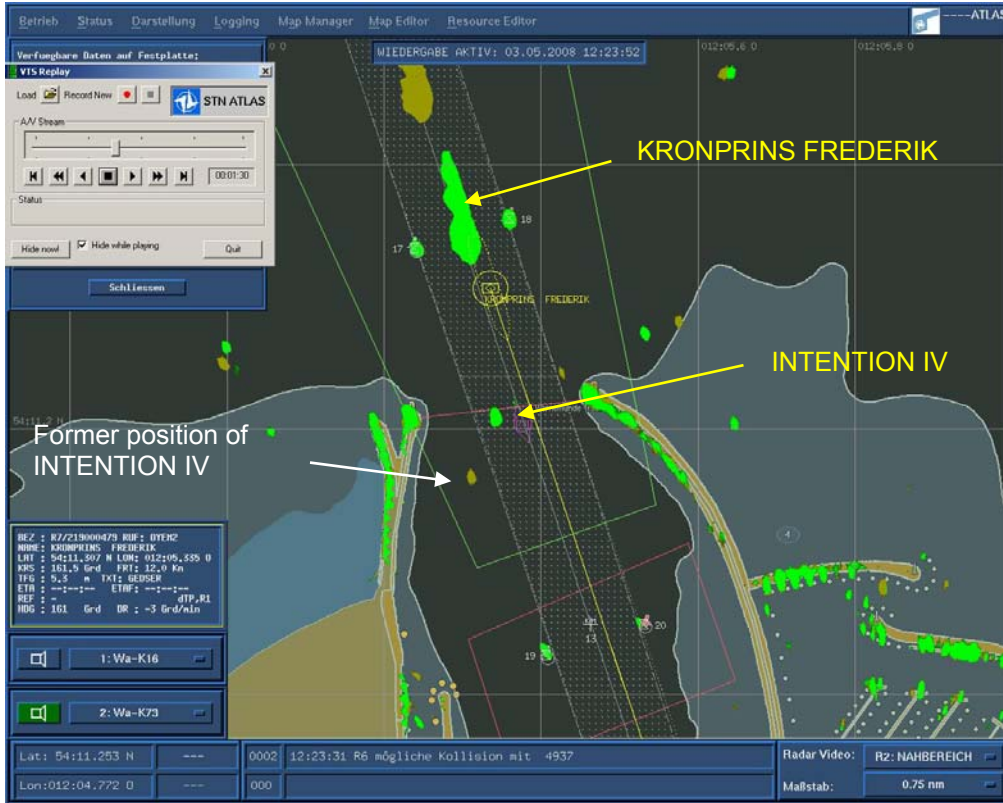 Betrieb Status Darstellung Logging Map Manager Map Editor Resource Editor
----ATLAS
Verfuegbare Daten auf Festplatte:
WIEDERGABE AKTIV: 03.05.2008 12:23:52
012:05.6 O
012:05.8 O
VTS Replay
Load Record New
STN ATLAS
A/V Stream
00:01:30
Status
Hide now! Hide while playing Quit
Schliessen
KRONPRINS FREDERIK
18
17
KRONPRINS FREDERIK
INTENTION IV
54:11.2 N
Former position of
INTENTION IV
4
BEZ : R7/219000479 RUF: OYEM2
NAME: KRONPRINS FREDERIK
LAT : 54:11.307 N LON: 012:05.335 O
KRS : 161.5 Grd FRT: 12.0 Kn
TFG : 5.3 m TXT: GEDSER
ETA : --:--:-- ETAF: --:--:--
REF : - dTP,R1
HDG : 161 Grd DR : -3 Grd/min
20
13
19
1: Wa-K16
2: Wa-K73
Lat: 54:11.253 N --- 0002 12:23:31 R6 mögliche Kollision mit 4937
Radar Video: R2: NAHBEREICH
Lon:012:04.772 O --- 000
Maßstab: 0.75 nm